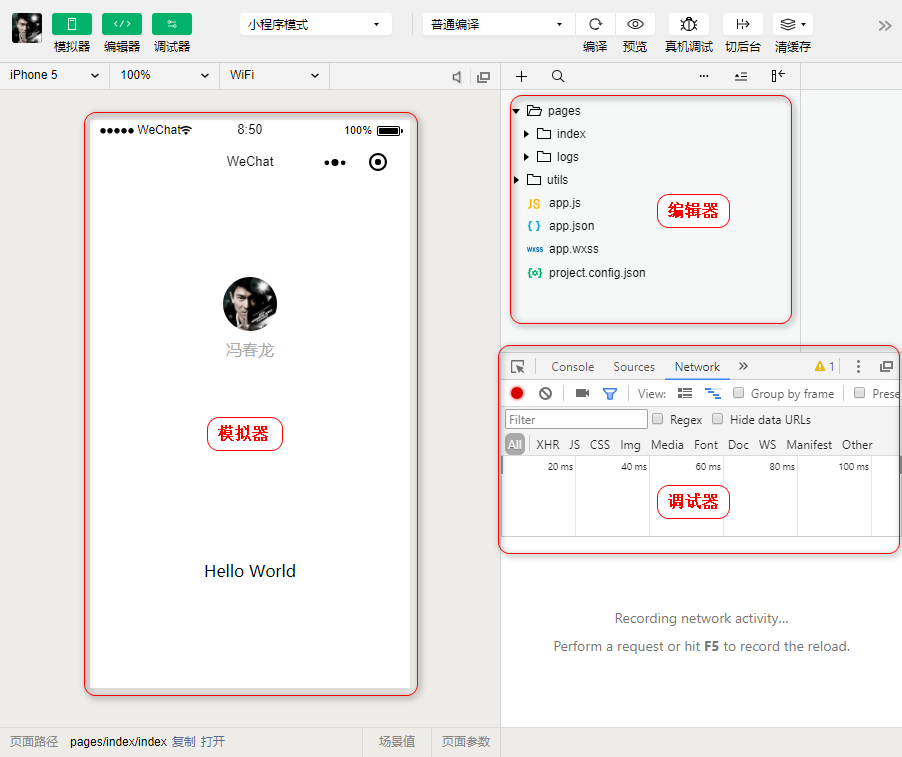 小程序模式
普通编译
模拟器 编辑器 调试器 编译 预览 真机调试 切后台 清缓存
iPhone 5 100% WiFi
WeChat 8:50 100%
WeChat
冯春龙
模拟器
Hello World
pages
index
logs
utils
JS app.js
{ } app.json
wxss app.wxss
{o} project.config.json
编辑器
Console Sources Network 1
View: Group by frame Prese
Filter Regex Hide data URLs
All XHR JS CSS Img Media Font Doc WS Manifest Other
20 ms 40 ms 60 ms 80 ms 100 ms
调试器
Recording network activity...
Perform a request or hit F5 to record the reload.
页面路径 pages/index/index 复制 打开 场景值 页面参数